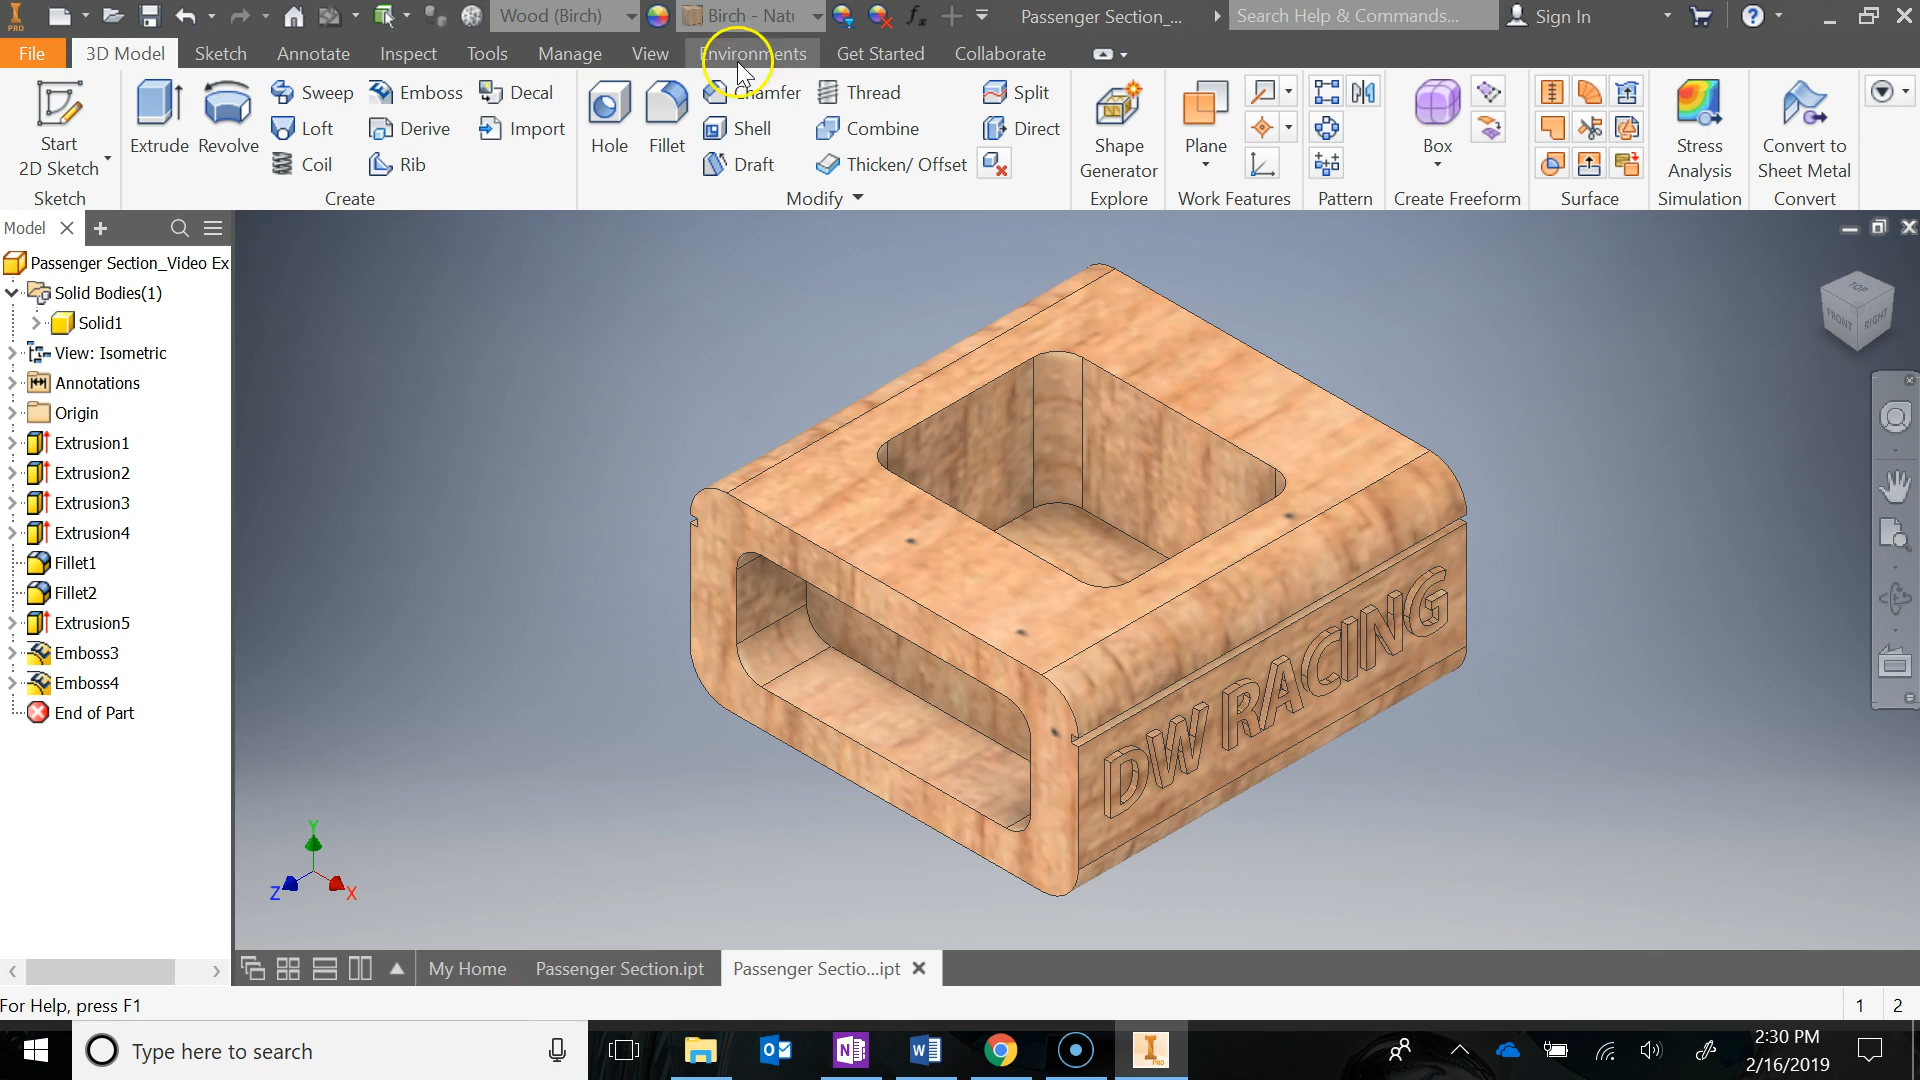 PRO
Wood (Birch)
Birch - Natu
fx
Passenger Section_...
Search Help & Commands...
Sign In
File
3D Model
Sketch
Annotate
Inspect
Tools
Manage
View
Environments
Get Started
Collaborate
Start
2D Sketch
Sketch
Extrude
Revolve
Sweep
Loft
Coil
Emboss
Derive
Rib
Decal
Import
Create
Hole
Fillet
Chamfer
Shell
Draft
Thread
Combine
Thicken/ Offset
Split
Direct
Modify
Shape
Generator
Explore
Plane
Work Features
Pattern
Box
Create Freeform
Surface
Stress
Analysis
Simulation
Convert to
Sheet Metal
Convert
Model
Passenger Section_Video Ex
Solid Bodies(1)
Solid1
View: Isometric
Annotations
Origin
Extrusion1
Extrusion2
Extrusion3
Extrusion4
Fillet1
Fillet2
Extrusion5
Emboss3
Emboss4
End of Part
TOP
FRONT
RIGHT
DW RACING
Y
Z
X
My Home
Passenger Section.ipt
Passenger Sectio...ipt
For Help, press F1
1
2
Type here to search
2:30 PM
2/16/2019